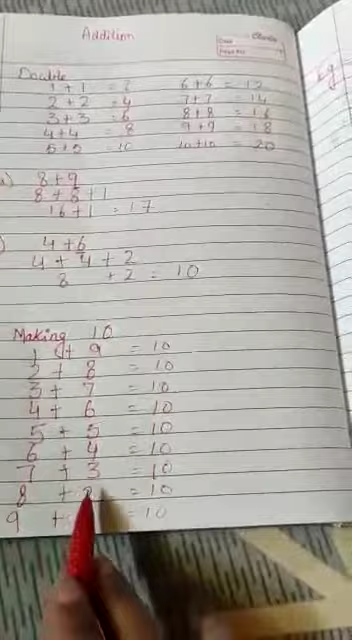 Addition
Double
1 + 1 = 2
2 + 2 = 4
3 + 3 = 6
4 + 4 = 8
5 + 5 = 10
6 + 6 = 12
7 + 7 = 14
8 + 8 = 16
9 + 9 = 18
10 + 10 = 20
8 + 9
8 + 8 + 1
16 + 1 = 17
4 + 6
4 + 4 + 2
8 + 2 = 10
Making 10
1 + 9 = 10
2 + 8 = 10
3 + 7 = 10
4 + 6 = 10
5 + 5 = 10
6 + 4 = 10
7 + 3 = 10
8 + 2 = 10
9 + = 10